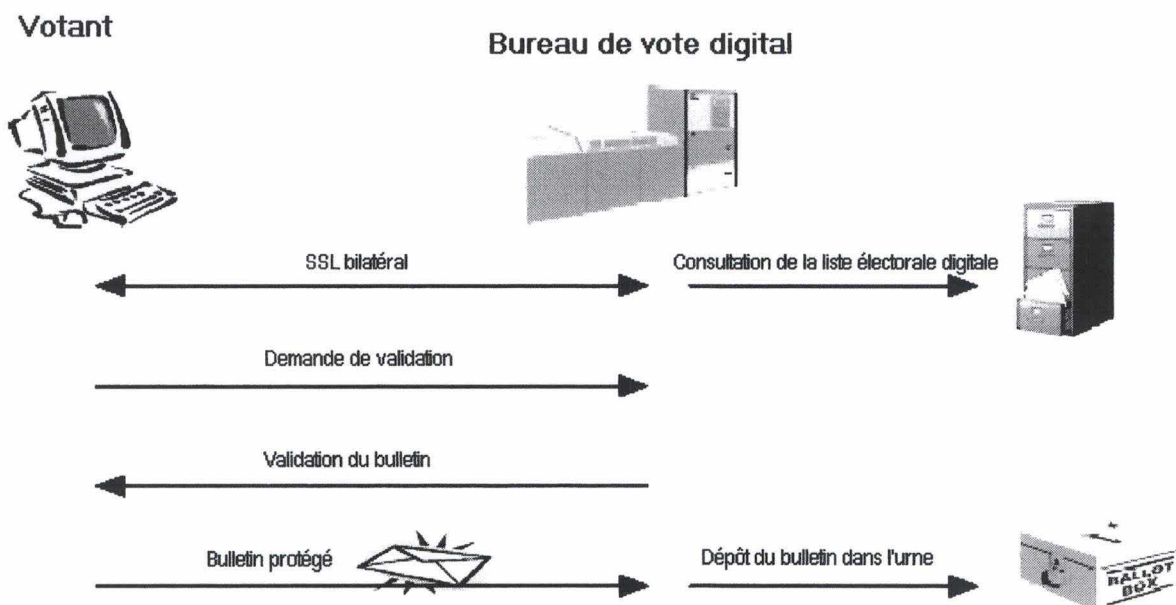 Votant
Bureau de vote digital
SSL bilatéral
Consultation de la liste électorale digitale
Demande de validation
Validation du bulletin
Bulletin protégé
Dépôt du bulletin dans l'urne
BALLOT
BOX